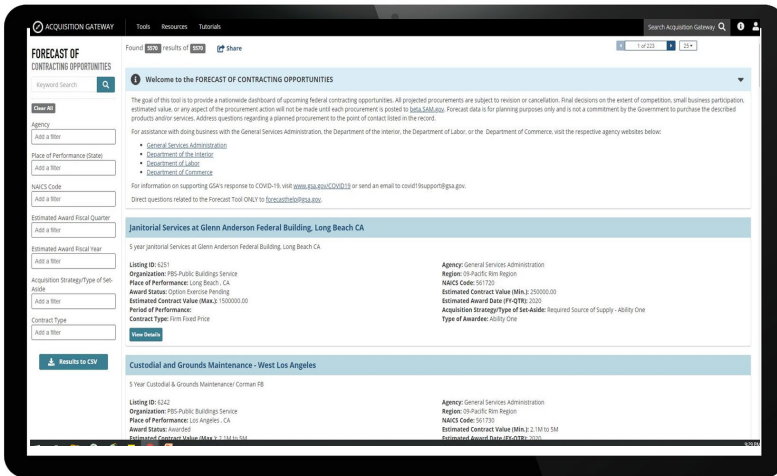 ACQUISITION GATEWAY
Tools
Resources
Tutorials
Search Acquisition Gateway
FORECAST OF
CONTRACTING OPPORTUNITIES
Keyword Search
Clear All
Agency
Add a filter
Place of Performance (State)
Add a filter
NAICS Code
Add a filter
Estimated Award Fiscal Quarter
Add a filter
Estimated Award Fiscal Year
Add a filter
Acquisition Strategy/Type of Set-
Aside
Add a filter
Contract Type
Add a filter
Results to CSV
Found 5570 results of 5570
Share
1 of 223
25
Welcome to the FORECAST OF CONTRACTING OPPORTUNITIES
The goal of this tool is to provide a nationwide dashboard of upcoming federal contracting opportunities. All projected procurements are subject to revision or cancellation. Final decisions on the extent of competition, small business participation,
estimated value, or any aspect of the procurement action will not be made until each procurement is posted to beta.SAM.gov. Forecast data is for planning purposes only and is not a commitment by the Government to purchase the described
products and/or services. Address questions regarding a planned procurement to the point of contact listed in the record.
For assistance with doing business with the General Services Administration, the Department of the interior, the Department of Labor, or the Department of Commerce, visit the respective agency websites below:
General Services Administration
Department of the Interior
Department of Labor
Department of Commerce
For information on supporting GSA's response to COVID-19, visit www.gsa.gov/COVID19 or send an email to covid19support@gsa.gov.
Direct questions related to the Forecast Tool ONLY to forecasthelp@gsa.gov.
Janitorial Services at Glenn Anderson Federal Building, Long Beach CA
5 year Janitorial Services at Glenn Anderson Federal Building, Long Beach CA
Listing ID: 6251
Organization: PBS-Public Buildings Service
Place of Performance: Long Beach , CA
Award Status: Option Exercise Pending
Estimated Contract Value (Max.): 1500000.00
Period of Performance:
Contract Type: Firm Fixed Price
Agency: General Services Administration
Region: 09-Pacific Rim Region
NAICS Code: 561720
Estimated Contract Value (Min.): 250000.00
Estimated Award Date (FY-QTR): 2020
Acquisition Strategy/Type of Set-Aside: Required Source of Supply - Ability One
Type of Awardee: Ability One
View Details
Custodial and Grounds Maintenance - West Los Angeles
5 Year Custodial & Grounds Maintenance/ Corman FB
Listing ID: 6242
Organization: PBS-Public Buildings Service
Place of Performance: Los Angeles , CA
Award Status: Awarded
Estimated Contract Value (Max.): 2.1M to 5M
Agency: General Services Administration
Region: 09-Pacific Rim Region
NAICS Code: 561730
Estimated Contract Value (Min.): 2.1M to 5M
Estimated Award Date (FY-QTR): 2020
9:29 PM